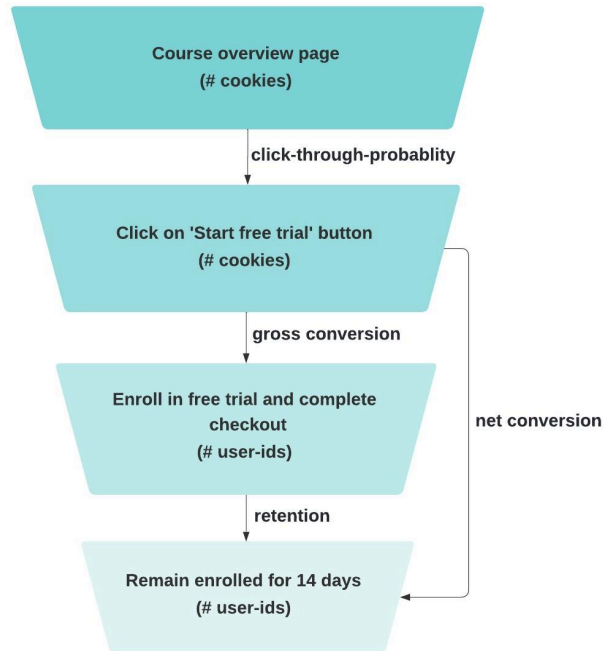 Course overview page
(# cookies)
click-through-probablity
Click on 'Start free trial' button
(# cookies)
gross conversion
Enroll in free trial and complete
checkout
(# user-ids)
net conversion
retention
Remain enrolled for 14 days
(# user-ids)